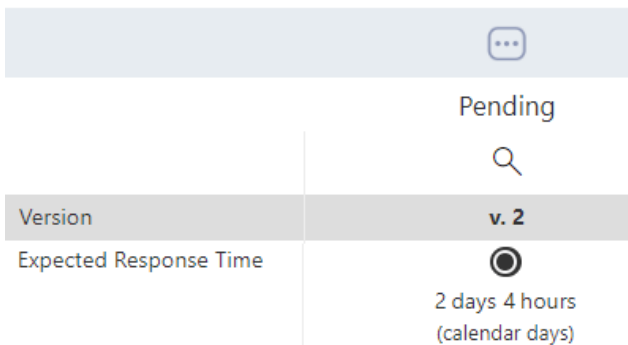 Pending
Version v. 2
Expected Response Time
2 days 4 hours
(calendar days)